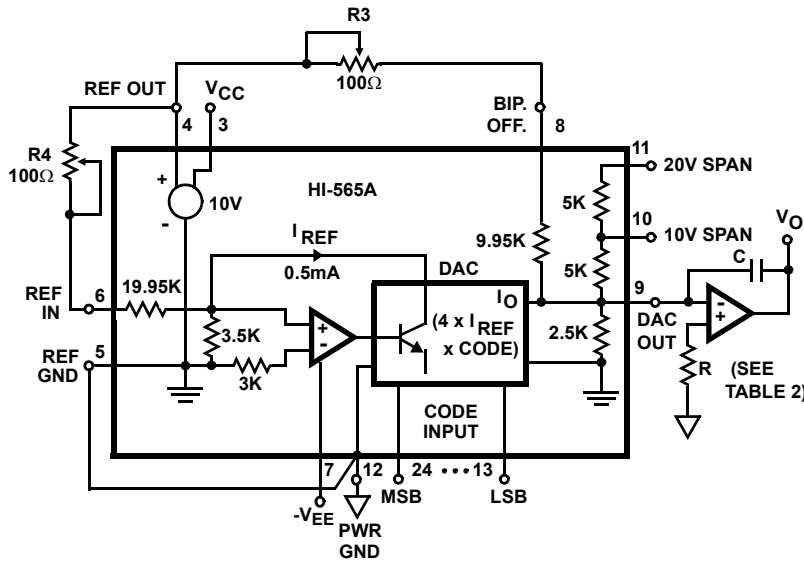 R3
100Ω
REF OUT
VCC
4
3
BIP.
OFF.
8
11
20V SPAN
R4
100Ω
+
-
10V
HI-565A
5K
10
10V SPAN
VO
9.95K
IREF
0.5mA
DAC
5K
C
REF
IN
6
19.95K
IO
9
DAC
OUT
3.5K
+
-
(4 x IREF
x CODE)
2.5K
-
+
REF
GND
5
3K
R
(SEE
TABLE 2)
CODE
INPUT
7
12
24 •••• 13
-VEE
PWR
GND
MSB
LSB